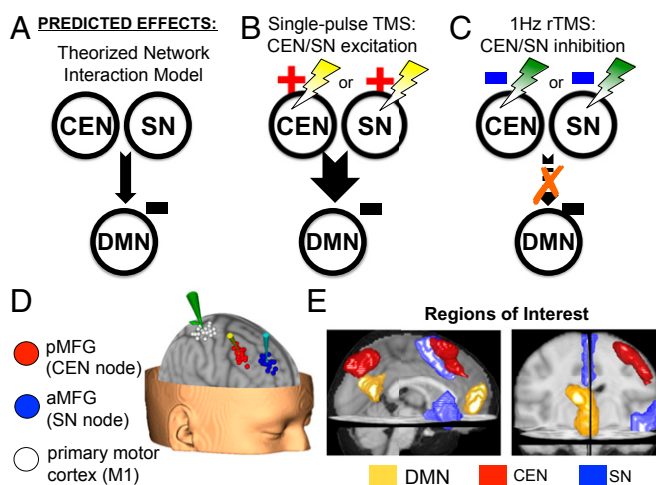 A PREDICTED EFFECTS:
Theorized Network
Interaction Model
CEN SN
DMN
B Single-pulse TMS:
CEN/SN excitation
+ or +
CEN SN
DMN
C 1Hz rTMS:
CEN/SN inhibition
or
CEN SN
DMN
D
pMFG
(CEN node)
aMFG
(SN node)
primary motor
cortex (M1)
E
Regions of Interest
DMN CEN SN